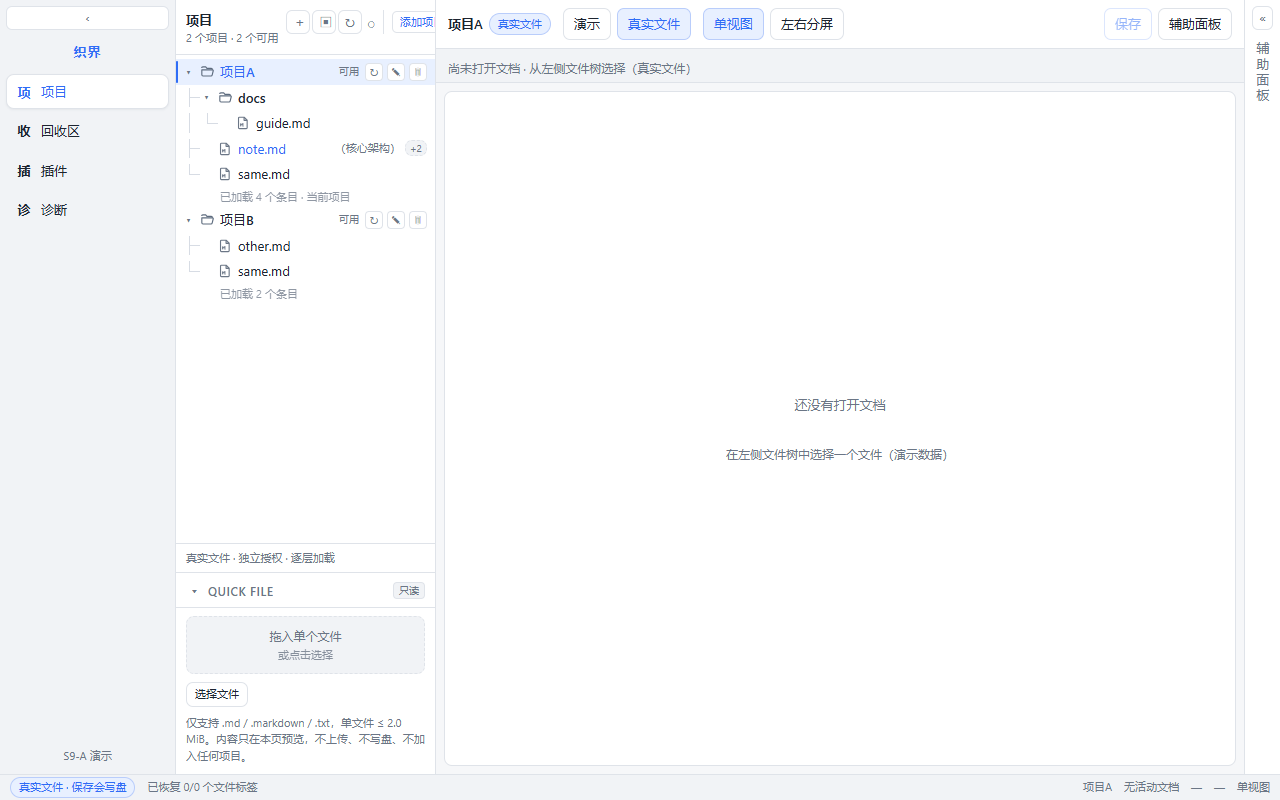 ‹
织界
项 项目
收 回收区
插 插件
诊 诊断
S9-A 演示
项目
2 个项目 · 2 个可用
+ ↻ ○ 添加项
▾ 项目A 可用 ↻
▾ docs
guide.md
note.md (核心架构) +2
same.md
已加载 4 个条目 · 当前项目
▾ 项目B 可用 ↻
other.md
same.md
已加载 2 个条目
真实文件 · 独立授权 · 逐层加载
▾ QUICK FILE 只读
拖入单个文件
或点击选择
选择文件
仅支持 .md / .markdown / .txt，单文件 ≤ 2.0
MiB。内容只在本页预览，不上传、不写盘、不加
入任何项目。
项目A 真实文件 演示 真实文件 单视图 左右分屏 保存 辅助面板
尚未打开文档 · 从左侧文件树选择（真实文件）
还没有打开文档
在左侧文件树中选择一个文件（演示数据）
«
辅
助
面
板
真实文件 · 保存会写盘 已恢复 0/0 个文件标签 项目A 无活动文档 — — 单视图